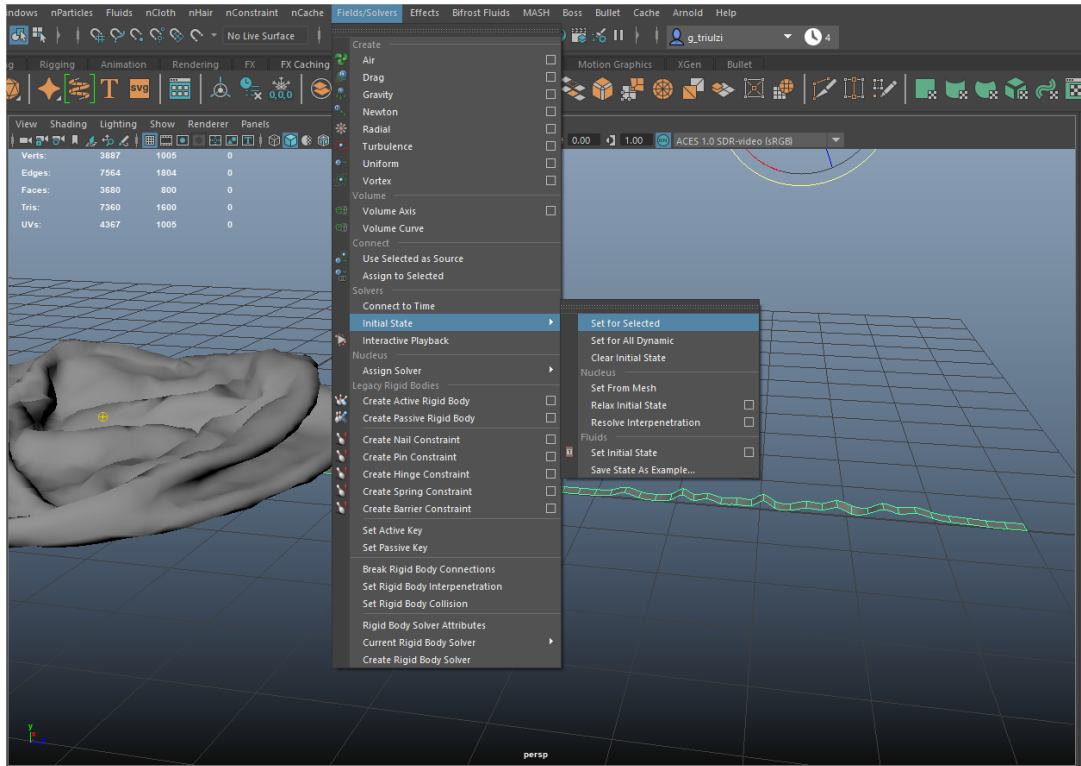 ndows nParticles Fluids nCloth nHair nConstraint nCache Fields/Solvers Effects Bifrost Fluids MASH Boss Bullet Cache Arnold Help
No Live Surface
g_triulzi
4
Rigging Animation Rendering FX FX Caching
Motion Graphics XGen Bullet
T
SVG
0,0,0
View Shading Lighting Show Renderer Panels
0.00
1.00
ACES 1.0 SDR-video (sRGB)
Verts: 3887 1005 0
Edges: 7564 1804 0
Faces: 3680 800 0
Tris: 7360 1600 0
UVs: 4367 1005 0
Create
Air
Drag
Gravity
Newton
Radial
Turbulence
Uniform
Vortex
Volume
Volume Axis
Volume Curve
Connect
Use Selected as Source
Assign to Selected
Solvers
Connect to Time
Initial State
Interactive Playback
Nucleus
Assign Solver
Legacy Rigid Bodies
Create Active Rigid Body
Create Passive Rigid Body
Create Nail Constraint
Create Pin Constraint
Create Hinge Constraint
Create Spring Constraint
Create Barrier Constraint
Set Active Key
Set Passive Key
Break Rigid Body Connections
Set Rigid Body Interpenetration
Set Rigid Body Collision
Rigid Body Solver Attributes
Current Rigid Body Solver
Create Rigid Body Solver
Set for Selected
Set for All Dynamic
Clear Initial State
Nucleus
Set From Mesh
Relax Initial State
Resolve Interpenetration
Fluids
Set Initial State
Save State As Example...
y
persp